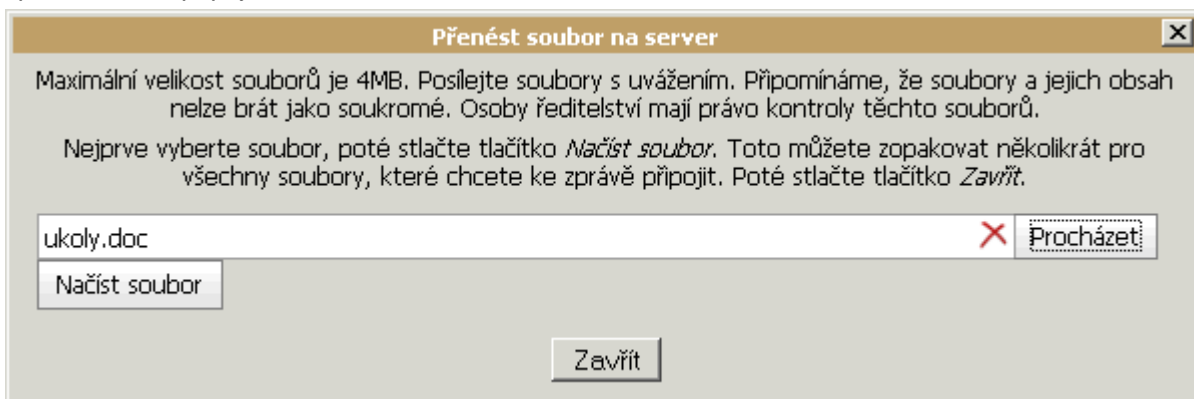 Přenést soubor na server
Maximální velikost souborů je 4MB. Posílejte soubory s uvážením. Připomínáme, že soubory a jejich obsah
nelze brát jako soukromé. Osoby ředitelství mají právo kontroly těchto souborů.
Nejprve vyberte soubor, poté stlačte tlačítko Načíst soubor. Toto můžete zopakovat několikrát pro
všechny soubory, které chcete ke zprávě připojit. Poté stlačte tlačítko Zavřít.
ukoly.doc Procházet
Načíst soubor
Zavřít